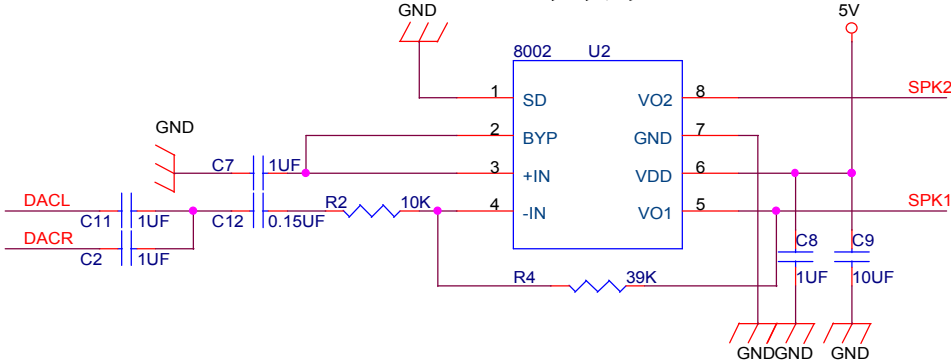 GND
5V
8002 U2
1 SD VO2 8 SPK2
GND
2 BYP GND 7
C7 1UF 3 +IN VDD 6
DACL R2 10K 4 -IN VO1 5 SPK1
C11 1UF C12 0.15UF
DACR
C2 1UF
C8 C9
R4 39K 1UF 10UF
GND GND GND